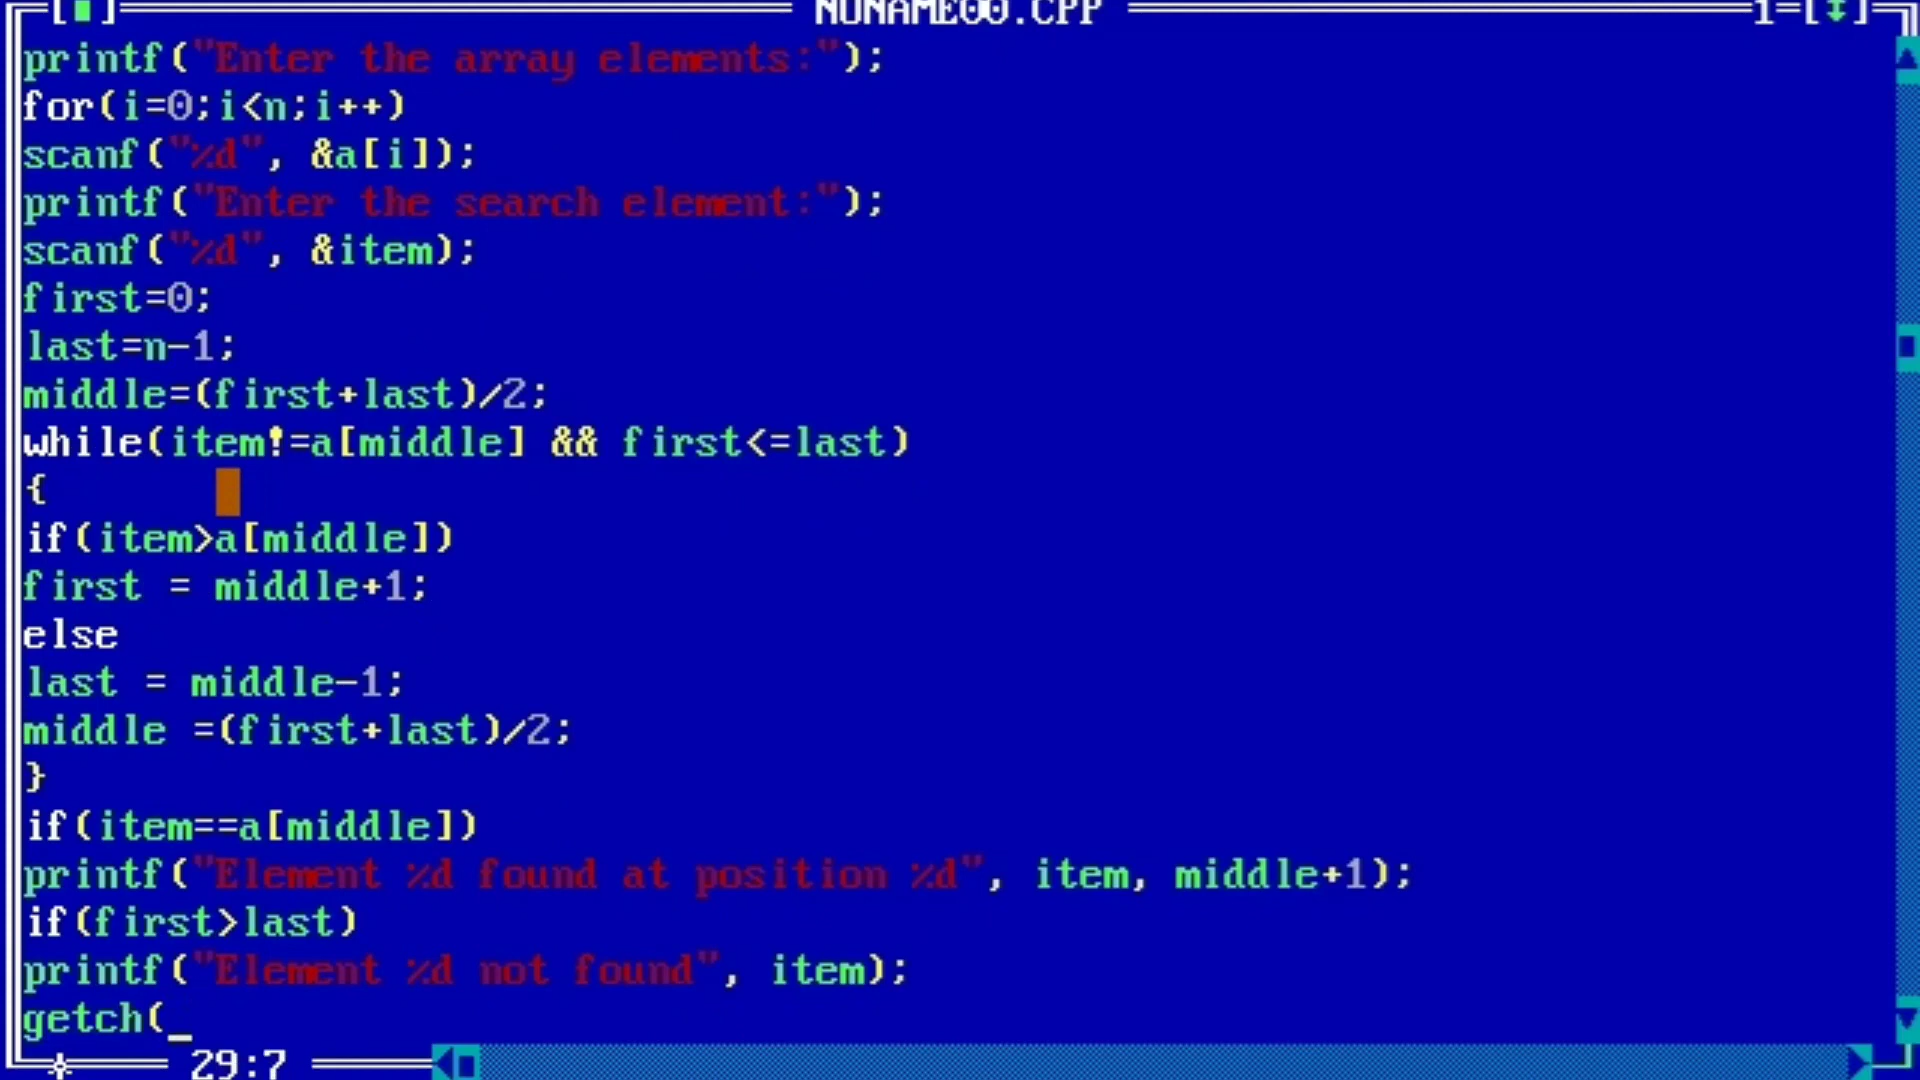 [■] NONAME00.CPP 1=[↕]
printf("Enter the array elements:");
for(i=0;i<n;i++)
scanf("%d", &a[i]);
printf("Enter the search element:");
scanf("%d", &item);
first=0;
last=n-1;
middle=(first+last)/2;
while(item!=a[middle] && first<=last)
{
if(item>a[middle])
first = middle+1;
else
last = middle-1;
middle =(first+last)/2;
}
if(item==a[middle])
printf("Element %d found at position %d", item, middle+1);
if(first>last)
printf("Element %d not found", item);
getch(_
29:7